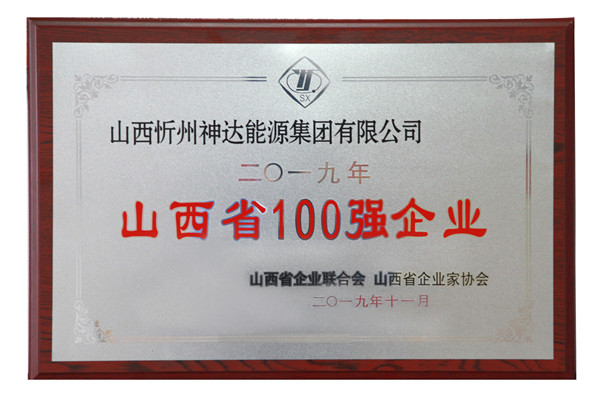 SX
山西忻州神达能源集团有限公司
二〇一九年
山西省100强企业
山西省企业联合会 山西省企业家协会
二〇一九年十一月